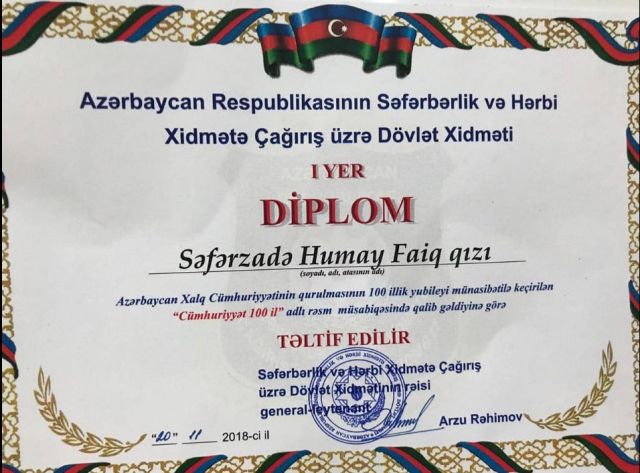 Azərbaycan Respublikasının Səfərbərlik və Hərbi
Xidmətə Çağırış üzrə Dövlət Xidməti
I YER
DİPLOM
Səfərzadə Humay Faiq qızı
(soyadı, adı, atasının adı)
Azərbaycan Xalq Cümhuriyyətinin qurulmasının 100 illik yubileyi münasibətilə keçirilən
“Cümhuriyyət 100 il” adlı rəsm müsabiqəsində qalib gəldiyinə görə
TƏLTİF EDİLİR
Səfərbərlik və Hərbi Xidmətə Çağırış
üzrə Dövlət Xidmətinin rəisi
general-leytenant
Arzu Rəhimov
“20” 11 2018-ci il